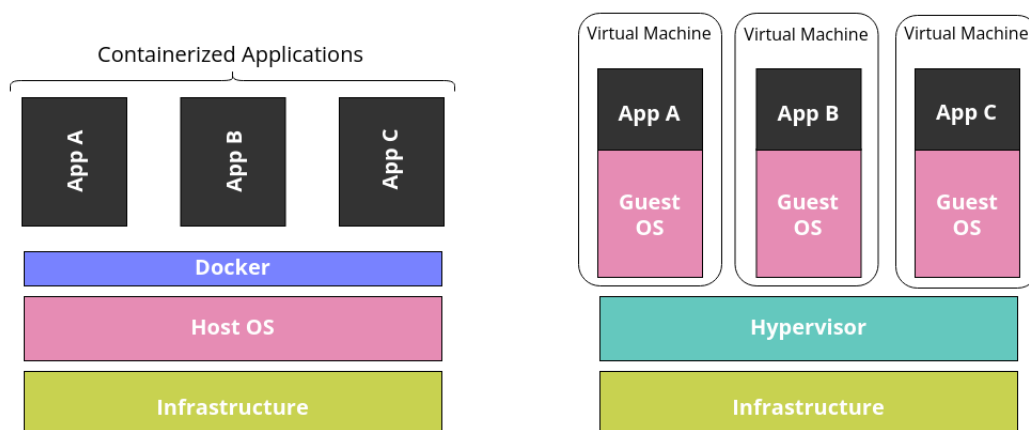 Containerized Applications
App A
App B
App C
Docker
Host OS
Infrastructure
Virtual Machine
App A
Guest
OS
Virtual Machine
App B
Guest
OS
Virtual Machine
App C
Guest
OS
Hypervisor
Infrastructure